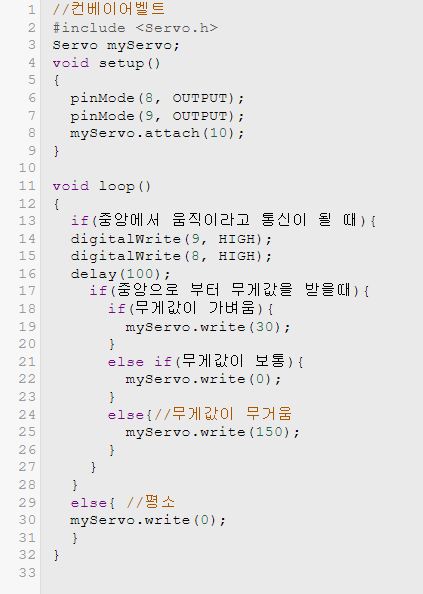 1 //컨베이어벨트
2 #include <Servo.h>
3 Servo myServo;
4 void setup()
5 {
6   pinMode(8, OUTPUT);
7   pinMode(9, OUTPUT);
8   myServo.attach(10);
9 }
10
11 void loop()
12 {
13   if(중앙에서 움직이라고 통신이 될 때){
14   digitalWrite(9, HIGH);
15   digitalWrite(8, HIGH);
16   delay(100);
17     if(중앙으로 부터 무게값을 받을때){
18       if(무게값이 가벼움){
19         myServo.write(30);
20       }
21       else if(무게값이 보통){
22         myServo.write(0);
23       }
24       else{//무게값이 무거움
25         myServo.write(150);
26       }
27     }
28   }
29   else{ //평소
30   myServo.write(0);
31   }
32 }
33